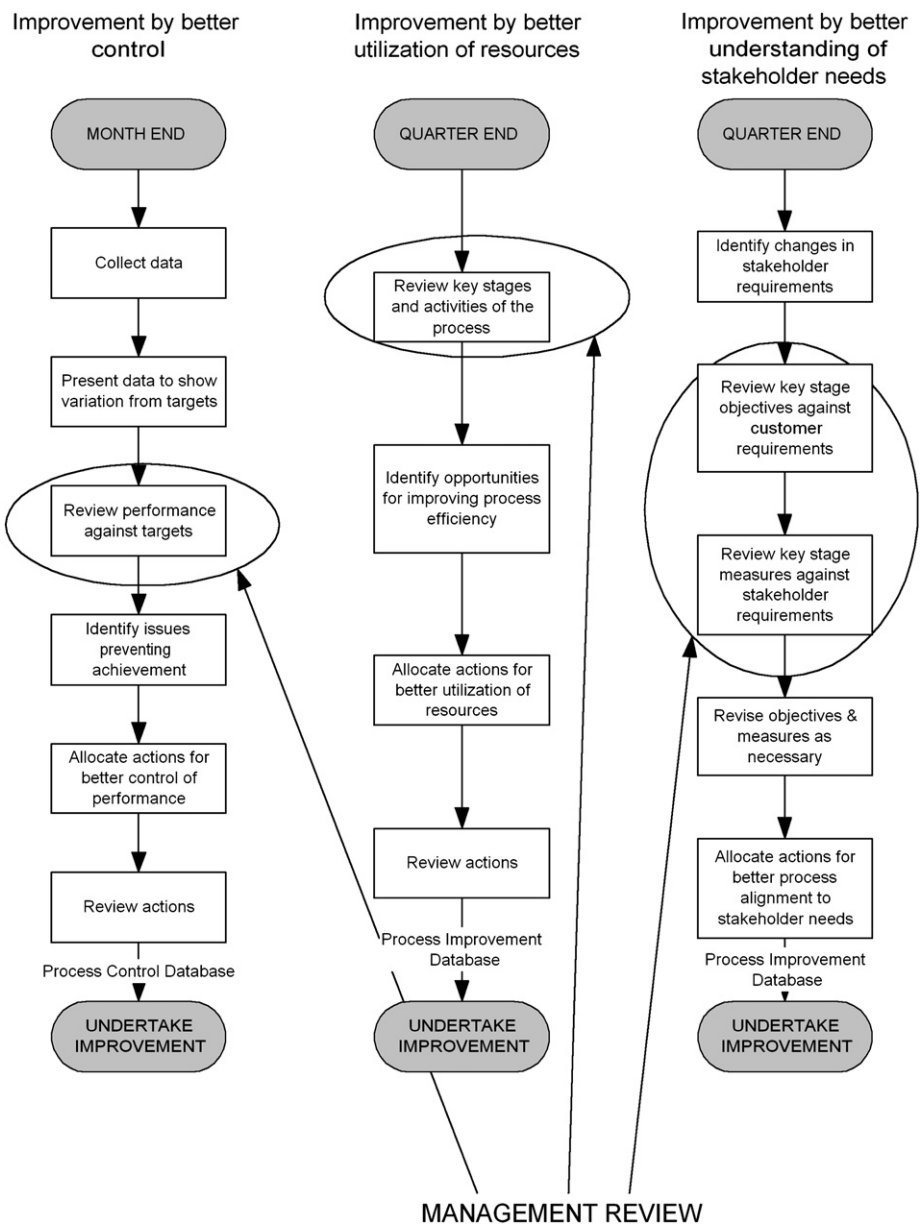 Improvement by better
control
MONTH END
Collect data
Present data to show
variation from targets
Review performance
against targets
Identify issues
preventing
achievement
Allocate actions for
better control of
performance
Review actions
Process Control Database
UNDERTAKE
IMPROVEMENT
Improvement by better
utilization of resources
QUARTER END
Review key stages
and activities of the
process
Identify opportunities
for improving process
efficiency
Allocate actions for
better utilization of
resources
Review actions
Process Improvement
Database
UNDERTAKE
IMPROVEMENT
Improvement by better
understanding of
stakeholder needs
QUARTER END
Identify changes in
stakeholder
requirements
Review key stage
objectives against
customer
requirements
Review key stage
measures against
stakeholder
requirements
Revise objectives &
measures as
necessary
Allocate actions for
better process
alignment to
stakeholder needs
Process Improvement
Database
UNDERTAKE
IMPROVEMENT
MANAGEMENT REVIEW